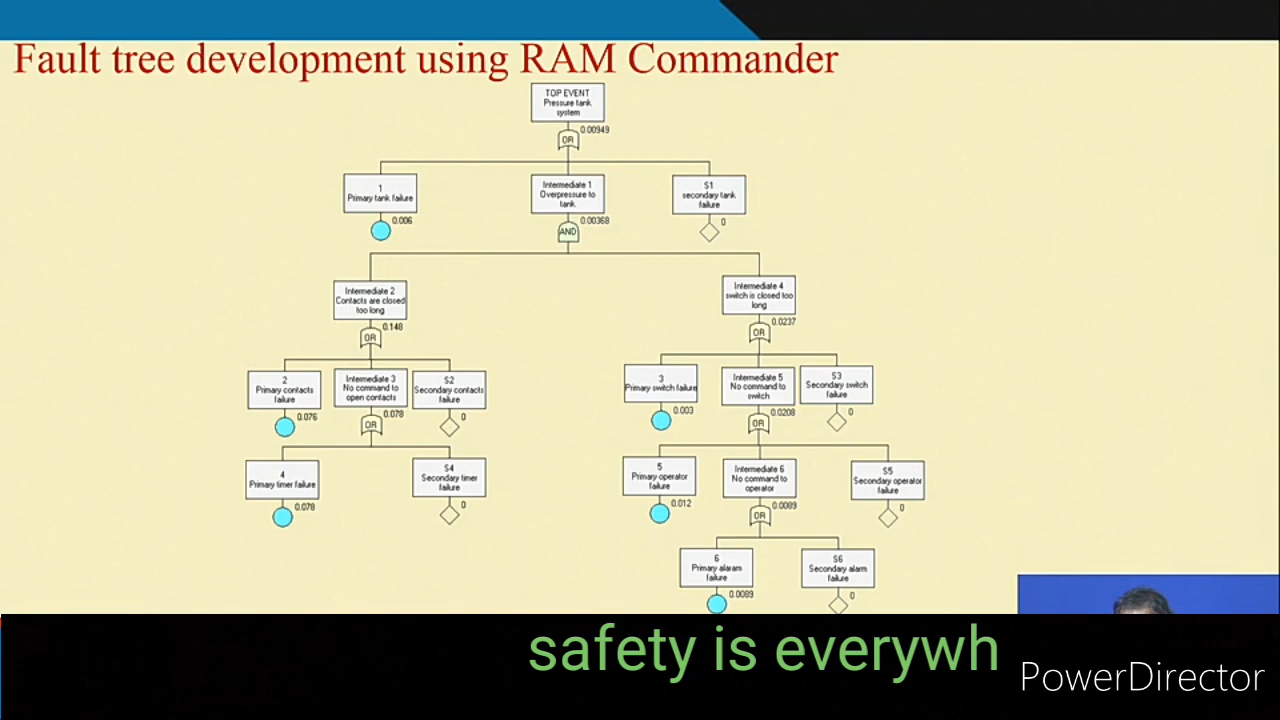 Fault tree development using RAM Commander
TOP EVENT
Pressure tank
system
0.00949
OR
1
Primary tank failure
0.006
Intermediate 1
Overpressure to
tank
0.00368
AND
S1
secondary tank
failure
0
Intermediate 2
Contacts are closed
too long
0.148
OR
Intermediate 4
switch is closed too
long
0.0237
OR
2
Primary contacts
failure
0.076
Intermediate 3
No command to
open contacts
0.078
OR
S2
Secondary contacts
failure
0
3
Primary switch failure
0.003
Intermediate 5
No command to
switch
0.0208
OR
S3
Secondary switch
failure
0
4
Primary timer failure
0.078
S4
Secondary timer
failure
0
5
Primary operator
failure
0.012
Intermediate 6
No command to
operator
0.0089
OR
S5
Secondary operator
failure
0
6
Primary alaram
failure
0.0089
S6
Secondary alarm
failure
0
safety is everywh
PowerDirector